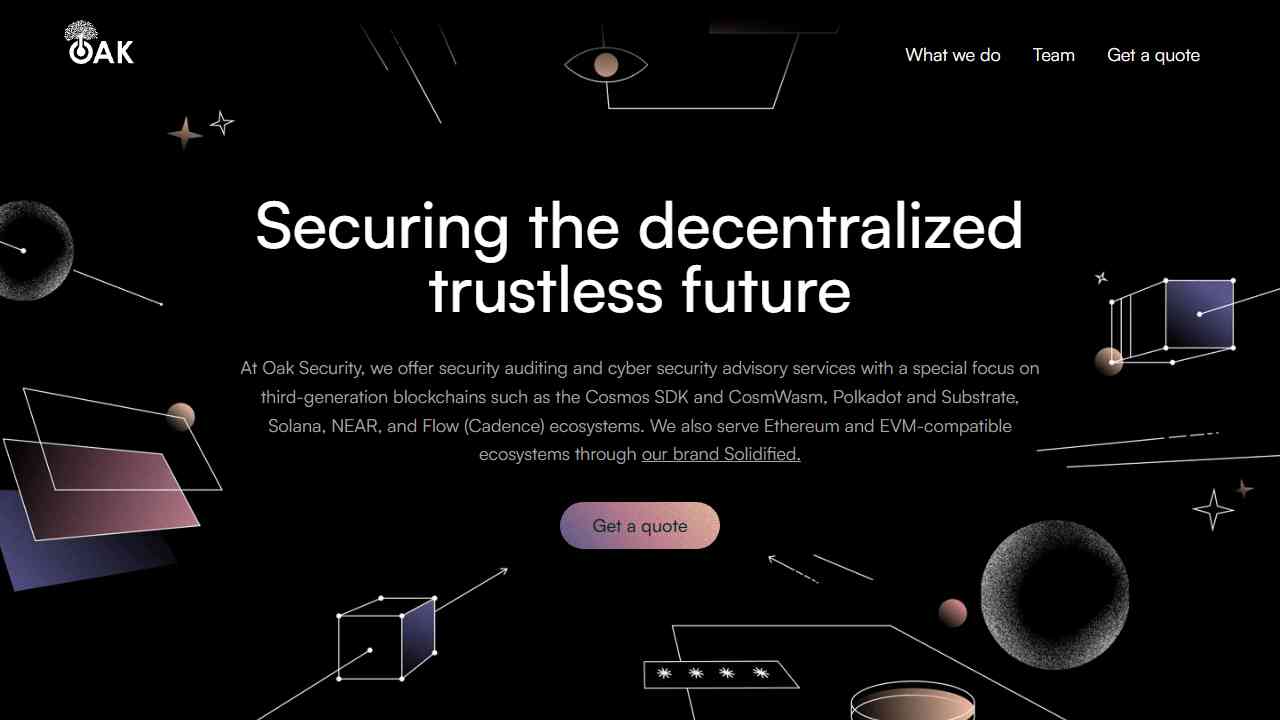 OAK
What we do
Team
Get a quote
Securing the decentralized
trustless future
At Oak Security, we offer security auditing and cyber security advisory services with a special focus on
third-generation blockchains such as the Cosmos SDK and CosmWasm, Polkadot and Substrate,
Solana, NEAR, and Flow (Cadence) ecosystems. We also serve Ethereum and EVM-compatible
ecosystems through our brand Solidified.
Get a quote